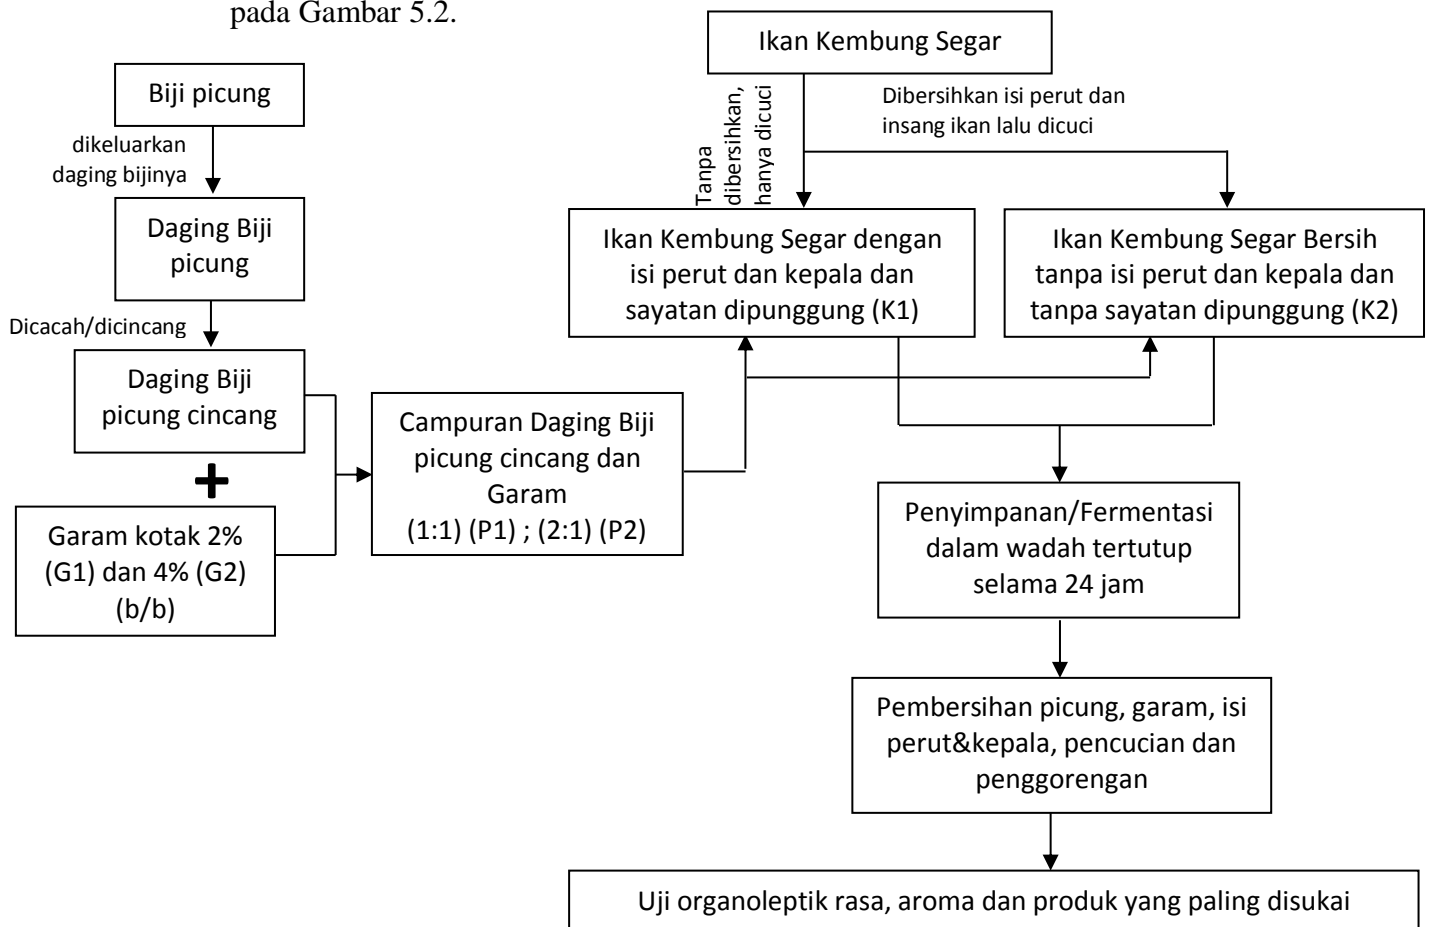 pada Gambar 5.2.
Ikan Kembung Segar
Biji picung
dikeluarkan
daging bijinya
Daging Biji
picung
Dicacah/dicincang
Daging Biji
picung cincang
+
Garam kotak 2%
(G1) dan 4% (G2)
(b/b)
Campuran Daging Biji
picung cincang dan
Garam
(1:1) (P1) ; (2:1) (P2)
Tanpa
dibersihkan,
hanya dicuci
Dibersihkan isi perut dan
insang ikan lalu dicuci
Ikan Kembung Segar dengan
isi perut dan kepala dan
sayatan dipunggung (K1)
Ikan Kembung Segar Bersih
tanpa isi perut dan kepala dan
tanpa sayatan dipunggung (K2)
Penyimpanan/Fermentasi
dalam wadah tertutup
selama 24 jam
Pembersihan picung, garam, isi
perut&kepala, pencucian dan
penggorengan
Uji organoleptik rasa, aroma dan produk yang paling disukai